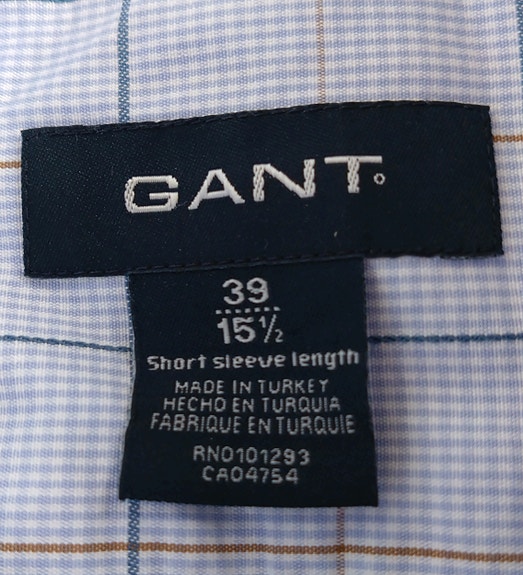 GANT
39
15½
Short sleeve length
MADE IN TURKEY
HECHO EN TURQUIA
FABRIQUE EN TURQUIE
RN0101293
CA04754